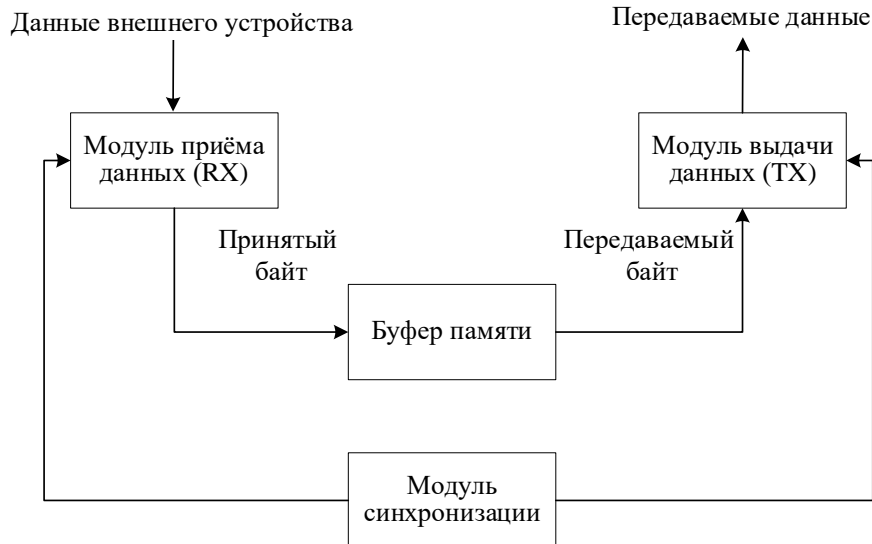 Данные внешнего устройства
Передаваемые данные
Модуль приёма
данных (RX)
Модуль выдачи
данных (TX)
Принятый
байт
Передаваемый
байт
Буфер памяти
Модуль
синхронизации